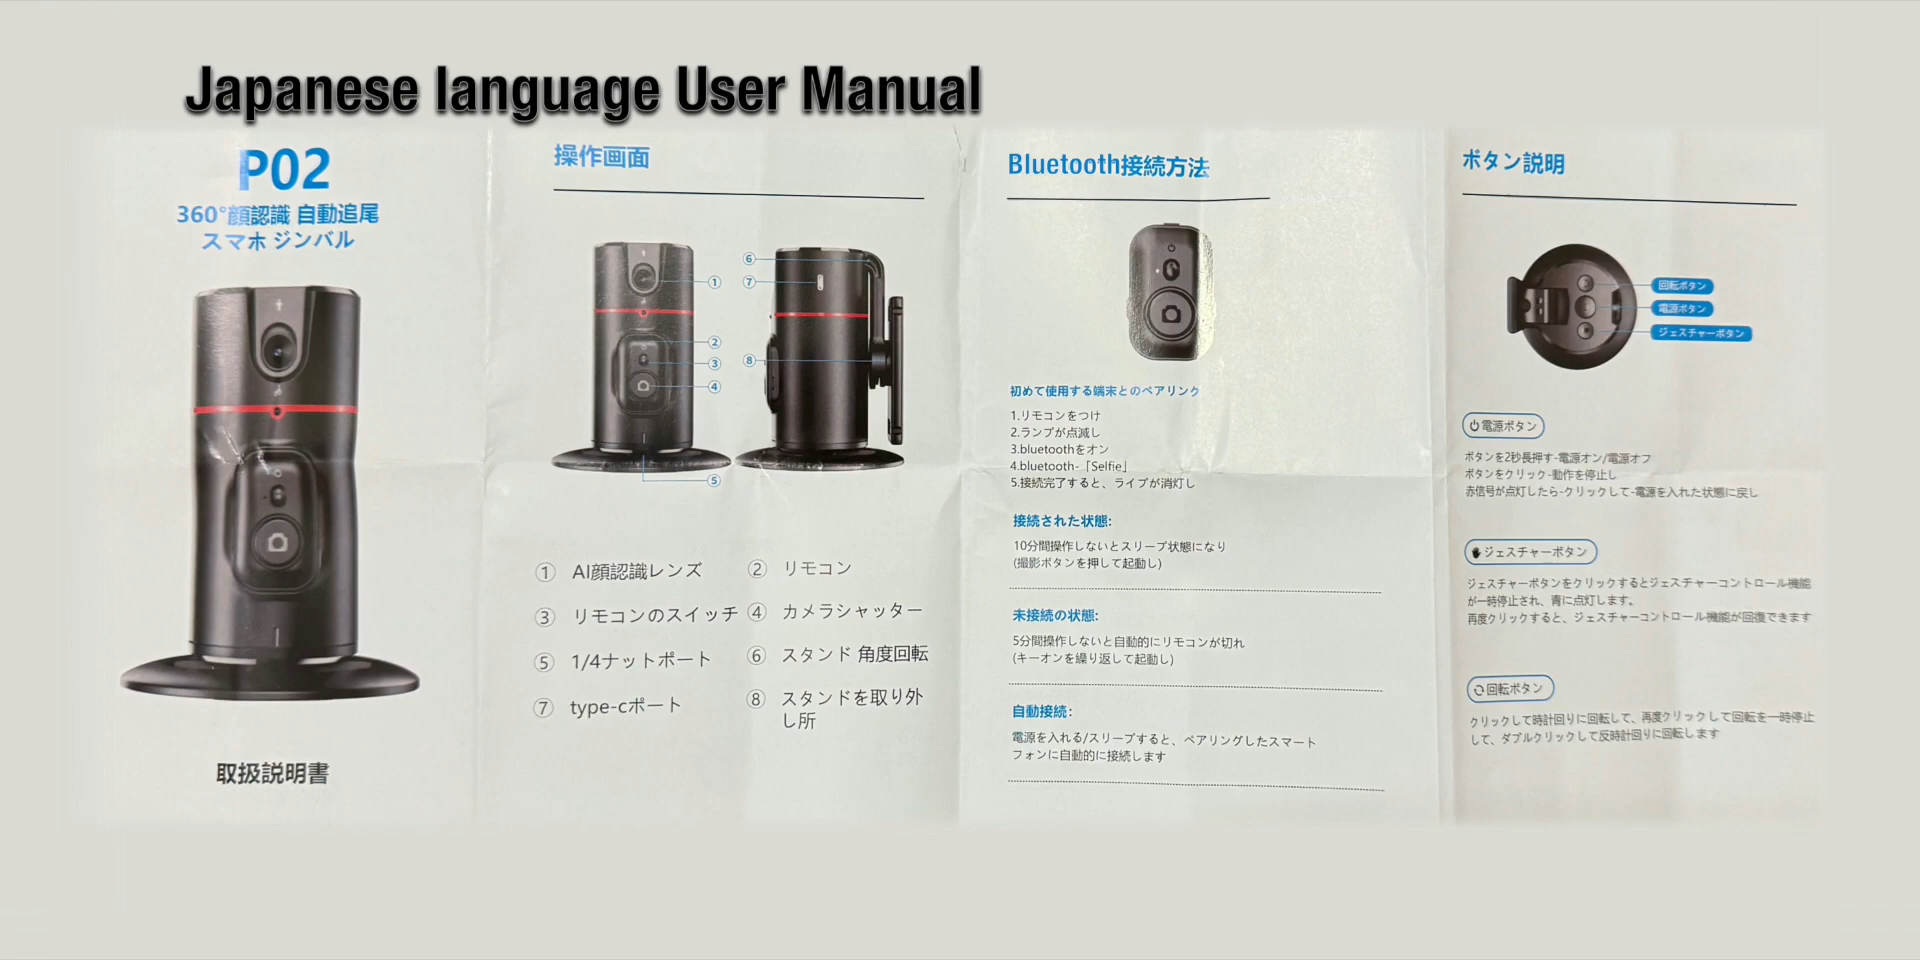 Japanese language User Manual
P02
360°顔認識 自動追尾
スマホ ジンバル
取扱説明書
操作画面
①
②
③
④
⑤
⑥
⑦
⑧
① AI顔認識レンズ
② リモコン
③ リモコンのスイッチ
④ カメラシャッター
⑤ 1/4ナットポート
⑥ スタンド 角度回転
⑦ type-cポート
⑧ スタンドを取り外
し所
Bluetooth接続方法
初めて使用する端末とのペアリンク
1.リモコンをつけ
2.ランプが点滅し
3.bluetoothをオン
4.bluetooth-「Selfie」
5.接続完了すると、ライブが消灯し
接続された状態:
10分間操作しないとスリープ状態になり
(撮影ボタンを押して起動し)
未接続の状態:
5分間操作しないと自動的にリモコンが切れ
(キーオンを繰り返して起動し)
自動接続:
電源を入れる/スリープすると、ペアリングしたスマート
フォンに自動的に接続します
ボタン説明
回転ボタン
電源ボタン
ジェスチャーボタン
電源ボタン
ボタンを2秒長押す-電源オン/電源オフ
ボタンをクリック-動作を停止し
赤信号が点灯したら-クリックして-電源を入れた状態に戻し
ジェスチャーボタン
ジェスチャーボタンをクリックするとジェスチャーコントロール機能
が一時停止され、青に点灯します。
再度クリックすると、ジェスチャーコントロール機能が回復できます
回転ボタン
クリックして時計回りに回転して、再度クリックして回転を一時停止
して、ダブルクリックして反時計回りに回転します